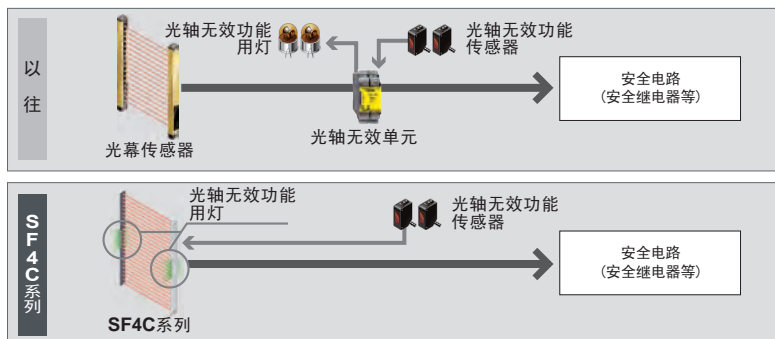 以往
光轴无效功能
用灯
光轴无效功能
传感器
光幕传感器
光轴无效单元
安全电路
(安全继电器等)
SF4C系列
光轴无效功能
用灯
光轴无效功能
传感器
SF4C系列
安全电路
(安全继电器等)